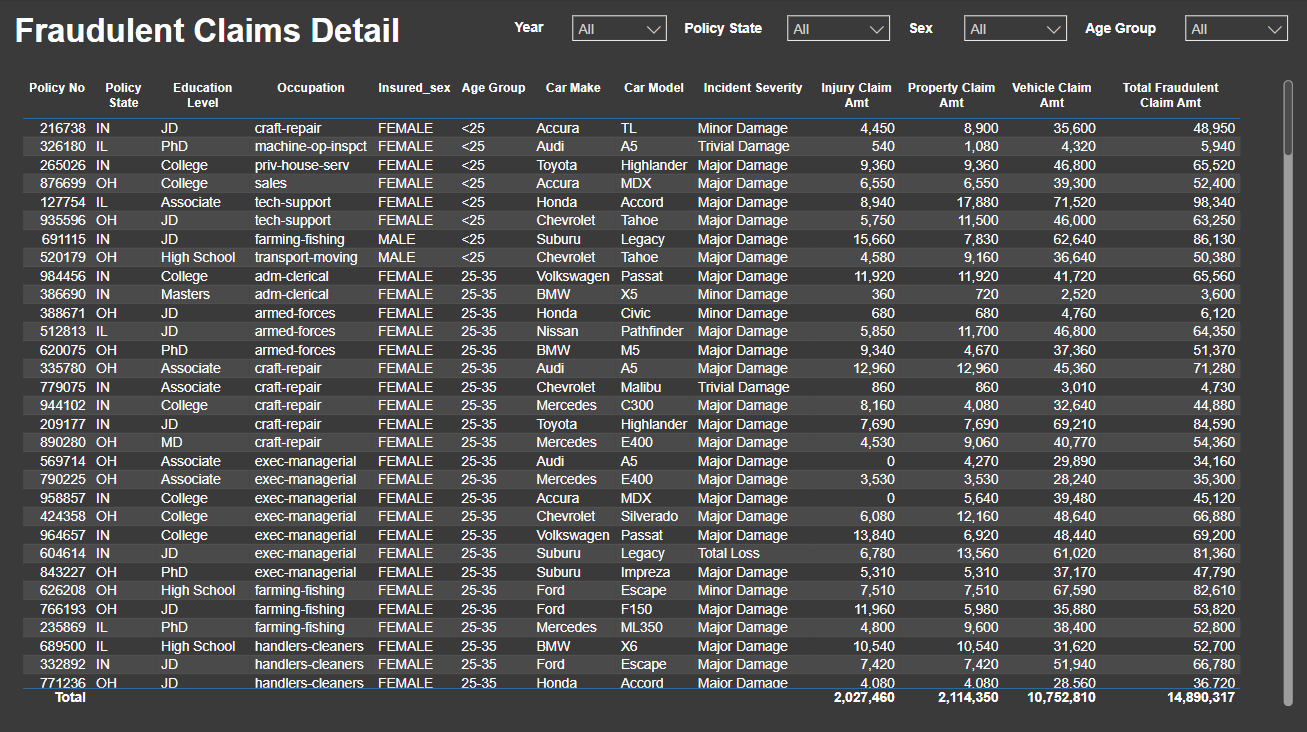 Fraudulent Claims Detail Year All Policy State All Sex All Age Group All
Policy No Policy State Education Level Occupation Insured_sex Age Group Car Make Car Model Incident Severity Injury Claim Amt Property Claim Amt Vehicle Claim Amt Total Fraudulent Claim Amt
216738 IN JD craft-repair FEMALE <25 Accura TL Minor Damage 4,450 8,900 35,600 48,950
326180 IL PhD machine-op-inspct FEMALE <25 Audi A5 Trivial Damage 540 1,080 4,320 5,940
265026 IN College priv-house-serv FEMALE <25 Toyota Highlander Major Damage 9,360 9,360 46,800 65,520
876699 OH College sales FEMALE <25 Accura MDX Major Damage 6,550 6,550 39,300 52,400
127754 IL Associate tech-support FEMALE <25 Honda Accord Major Damage 8,940 17,880 71,520 98,340
935596 OH JD tech-support FEMALE <25 Chevrolet Tahoe Major Damage 5,750 11,500 46,000 63,250
691115 IN JD farming-fishing MALE <25 Suburu Legacy Major Damage 15,660 7,830 62,640 86,130
520179 OH High School transport-moving MALE <25 Chevrolet Tahoe Major Damage 4,580 9,160 36,640 50,380
984456 IN College adm-clerical FEMALE 25-35 Volkswagen Passat Major Damage 11,920 11,920 41,720 65,560
386690 IN Masters adm-clerical FEMALE 25-35 BMW X5 Minor Damage 360 720 2,520 3,600
388671 OH JD armed-forces FEMALE 25-35 Honda Civic Minor Damage 680 680 4,760 6,120
512813 IL JD armed-forces FEMALE 25-35 Nissan Pathfinder Major Damage 5,850 11,700 46,800 64,350
620075 OH PhD armed-forces FEMALE 25-35 BMW M5 Major Damage 9,340 4,670 37,360 51,370
335780 OH Associate craft-repair FEMALE 25-35 Audi A5 Major Damage 12,960 12,960 45,360 71,280
779075 IN Associate craft-repair FEMALE 25-35 Chevrolet Malibu Trivial Damage 860 860 3,010 4,730
944102 IN College craft-repair FEMALE 25-35 Mercedes C300 Major Damage 8,160 4,080 32,640 44,880
209177 IN JD craft-repair FEMALE 25-35 Toyota Highlander Major Damage 7,690 7,690 69,210 84,590
890280 OH MD craft-repair FEMALE 25-35 Mercedes E400 Major Damage 4,530 9,060 40,770 54,360
569714 OH Associate exec-managerial FEMALE 25-35 Audi A5 Major Damage 0 4,270 29,890 34,160
790225 OH Associate exec-managerial FEMALE 25-35 Mercedes E400 Major Damage 3,530 3,530 28,240 35,300
958857 IN College exec-managerial FEMALE 25-35 Accura MDX Major Damage 0 5,640 39,480 45,120
424358 OH College exec-managerial FEMALE 25-35 Chevrolet Silverado Major Damage 6,080 12,160 48,640 66,880
964657 IN College exec-managerial FEMALE 25-35 Volkswagen Passat Major Damage 13,840 6,920 48,440 69,200
604614 IN JD exec-managerial FEMALE 25-35 Suburu Legacy Total Loss 6,780 13,560 61,020 81,360
843227 OH PhD exec-managerial FEMALE 25-35 Suburu Impreza Major Damage 5,310 5,310 37,170 47,790
626208 OH High School farming-fishing FEMALE 25-35 Ford Escape Minor Damage 7,510 7,510 67,590 82,610
766193 OH JD farming-fishing FEMALE 25-35 Ford F150 Major Damage 11,960 5,980 35,880 53,820
235869 IL PhD farming-fishing FEMALE 25-35 Mercedes ML350 Major Damage 4,800 9,600 38,400 52,800
689500 IL High School handlers-cleaners FEMALE 25-35 BMW X6 Major Damage 10,540 10,540 31,620 52,700
332892 IN JD handlers-cleaners FEMALE 25-35 Ford Escape Major Damage 7,420 7,420 51,940 66,780
771236 OH JD handlers-cleaners FEMALE 25-35 Honda Accord Major Damage 4,080 4,080 28,560 36,720
Total 2,027,460 2,114,350 10,752,810 14,890,317